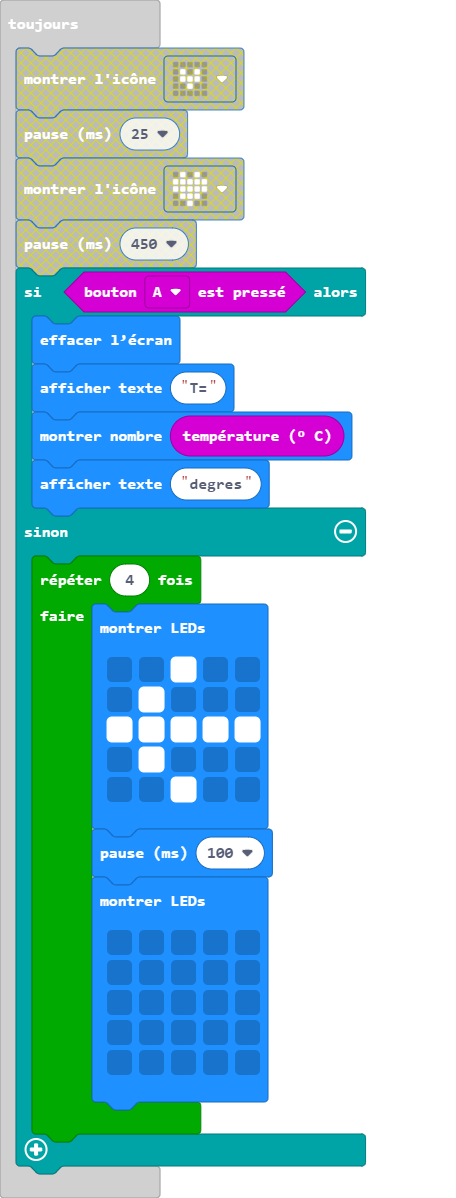 toujours
montrer l'icône
pause (ms) 25
montrer l'icône
pause (ms) 450
si bouton A est pressé alors
effacer l’écran
afficher texte "T="
montrer nombre température (º C)
afficher texte "degres"
sinon
répéter 4 fois
faire
montrer LEDs
pause (ms) 100
montrer LEDs